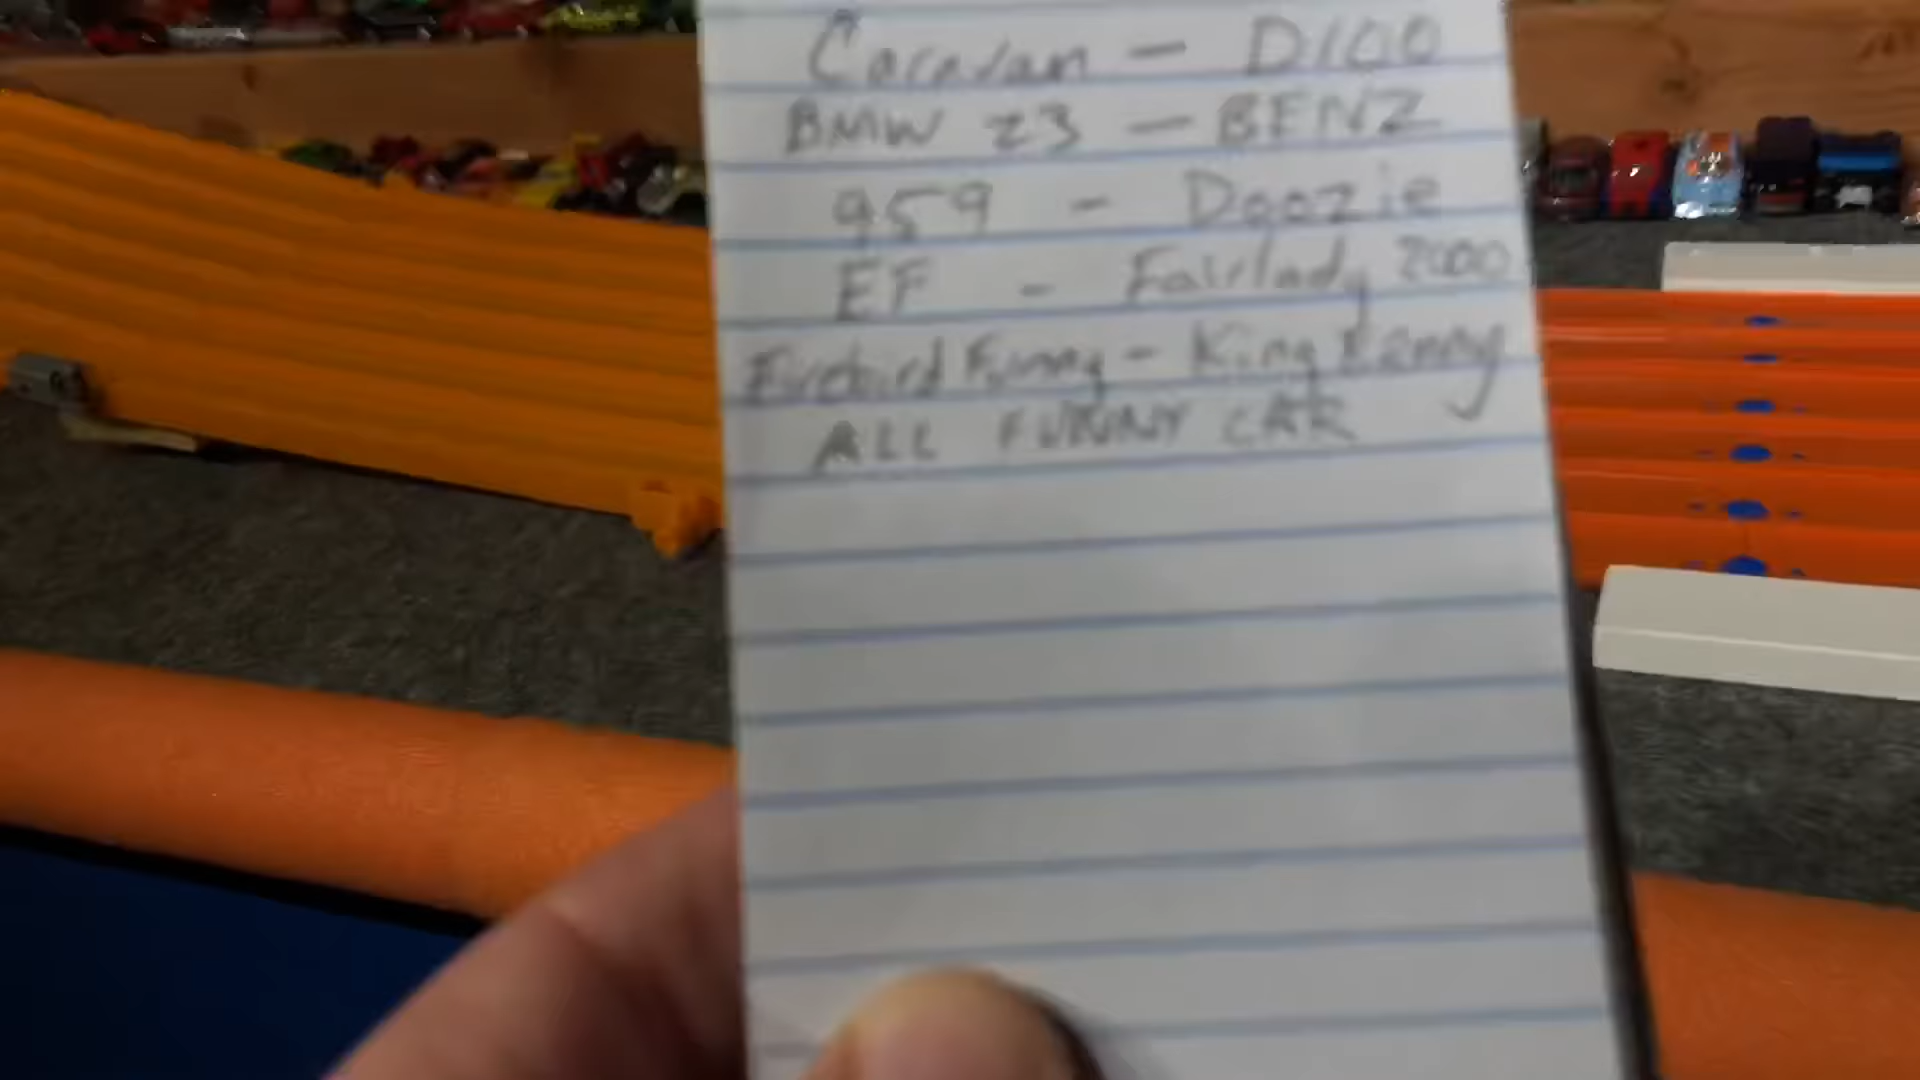 Caravan - D100
BMW Z3 - BENZ
959 - Doozie
EF - Fairlady 2000
Firebird Funny - King Kenny
ALL FUNNY CAR